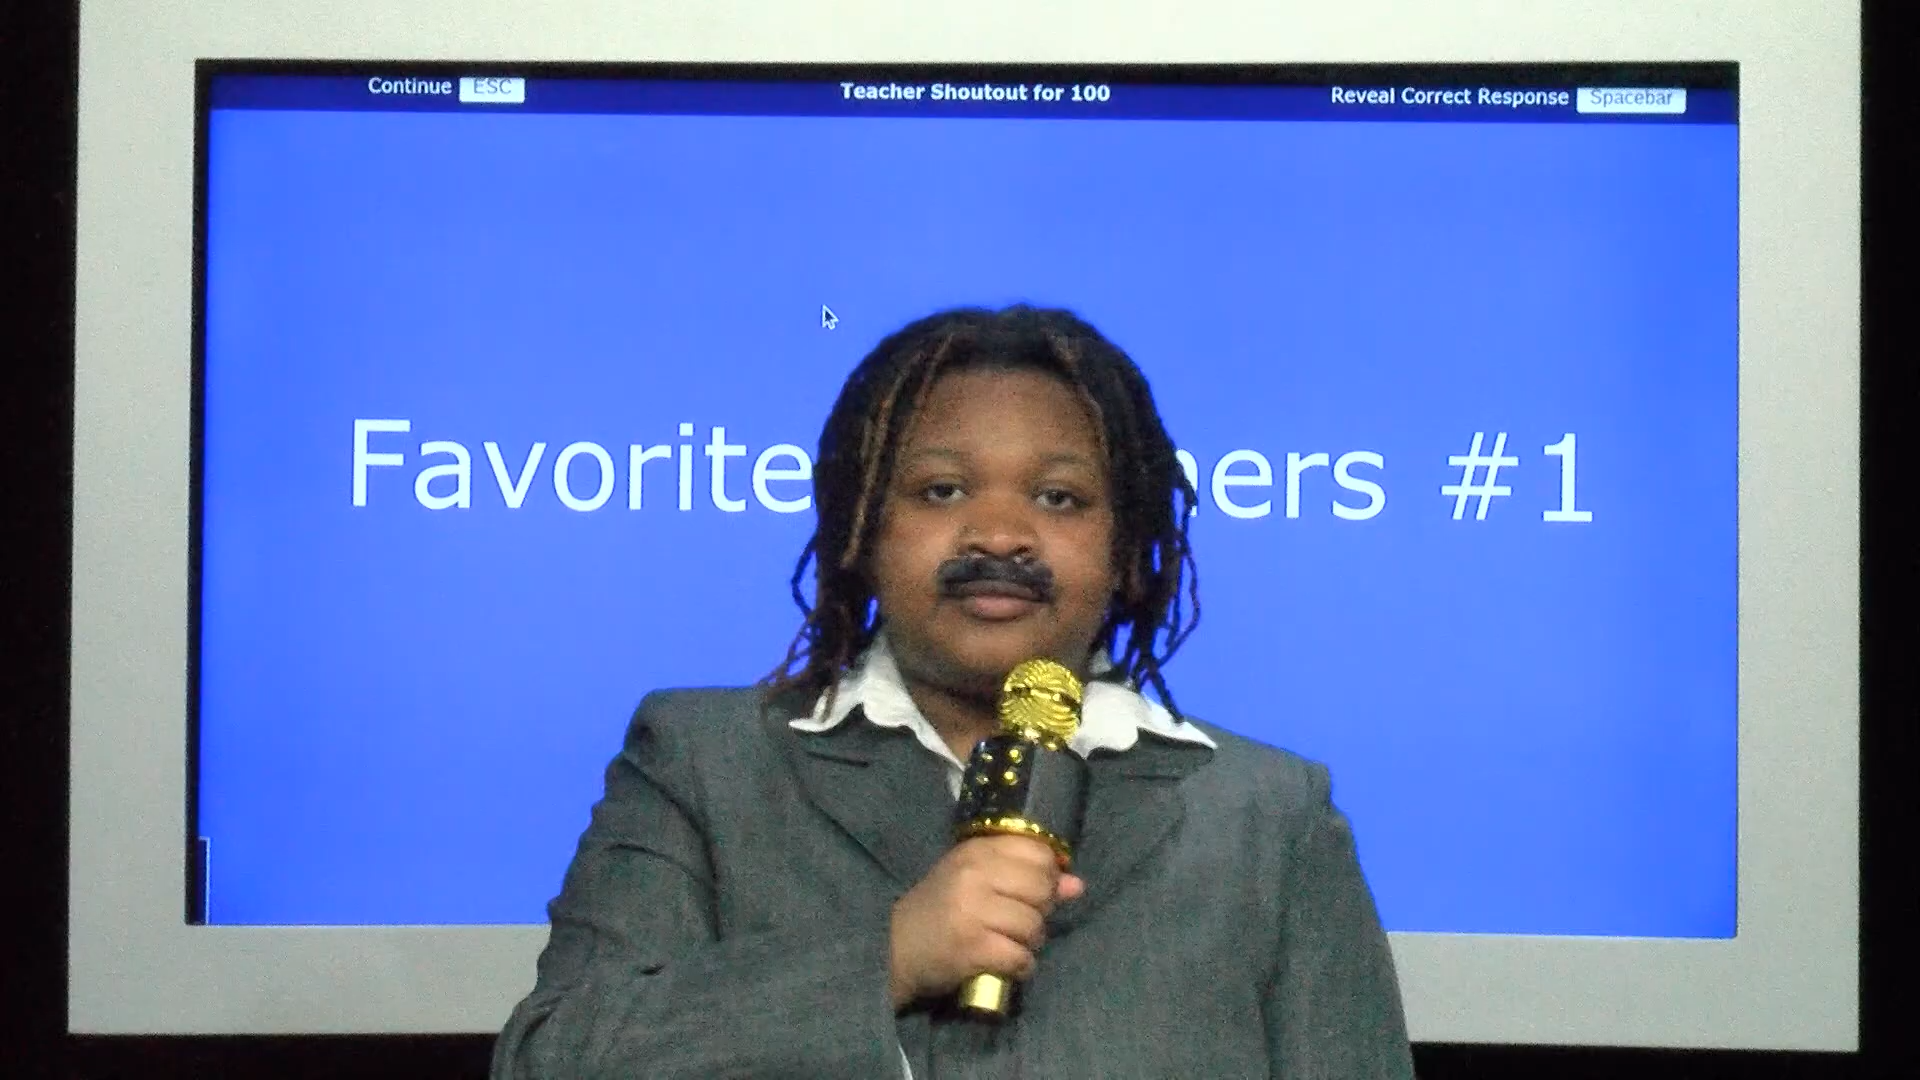 Continue ESC
Teacher Shoutout for 100
Reveal Correct Response Spacebar
Favorite ers #1